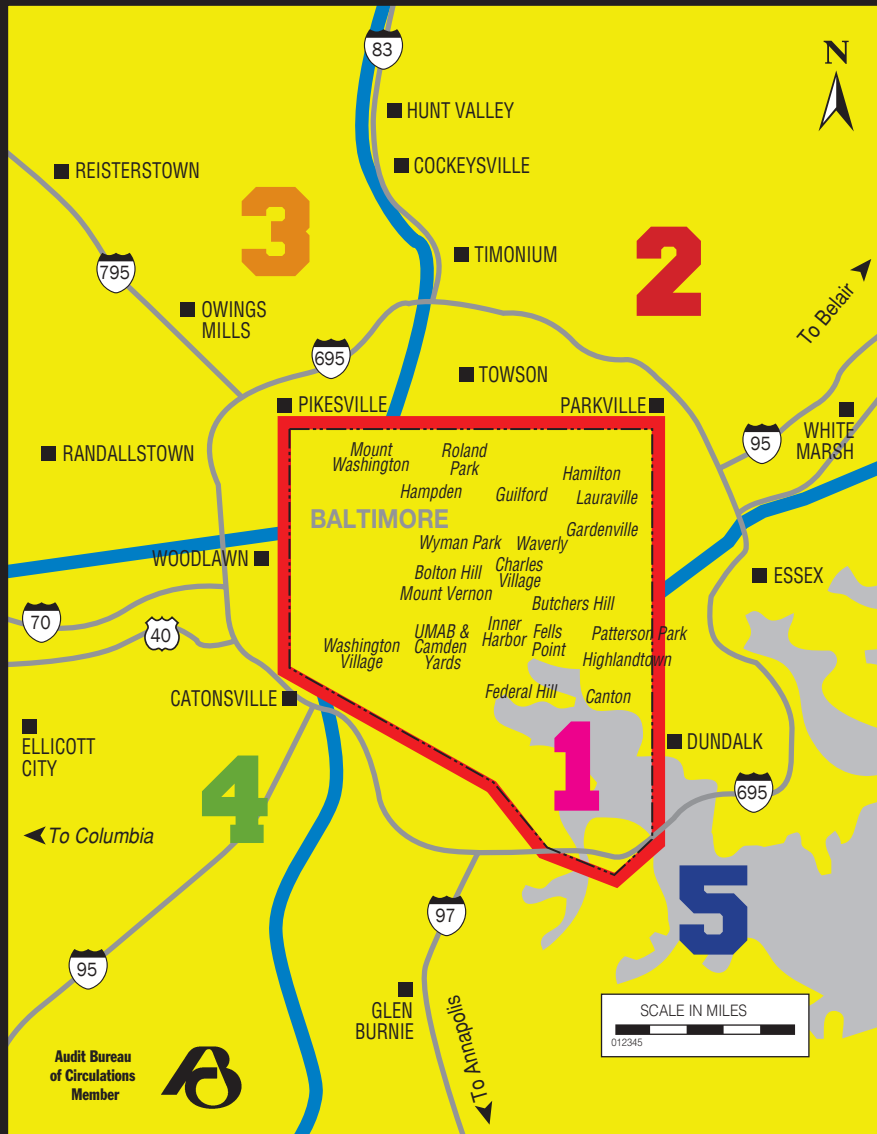 83
N
HUNT VALLEY
COCKEYSVILLE
REISTERSTOWN
3
2
TIMONIUM
795
To Belair
OWINGS
MILLS
695
TOWSON
PIKESVILLE
PARKVILLE
WHITE
MARSH
95
RANDALLSTOWN
Mount
Washington
Roland
Park
Hamilton
Hampden
Guilford
Lauraville
BALTIMORE
Gardenville
Wyman Park
Waverly
WOODLAWN
Bolton Hill
Charles
Village
ESSEX
Mount Vernon
Butchers Hill
70
40
Washington
Village
UMAB &
Camden
Yards
Inner
Harbor
Fells
Point
Patterson Park
Highlandtown
CATONSVILLE
Federal Hill
Canton
ELLICOTT
CITY
1
DUNDALK
4
695
To Columbia
5
97
95
GLEN
BURNIE
To Annapolis
SCALE IN MILES
012345
Audit Bureau
of Circulations
Member